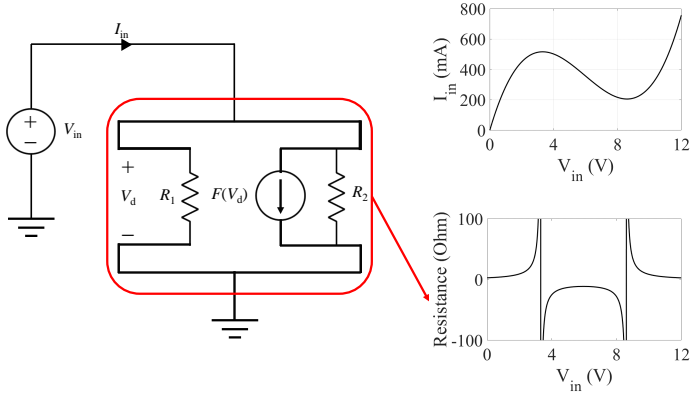 I_in
V_in
+
−
+
V_d
−
R_1
F(V_d)
R_2
I_in (mA)
800
600
400
200
0
0 4 8 12
V_in (V)
Resistance (Ohm)
100
0
-100
0 4 8 12
V_in (V)